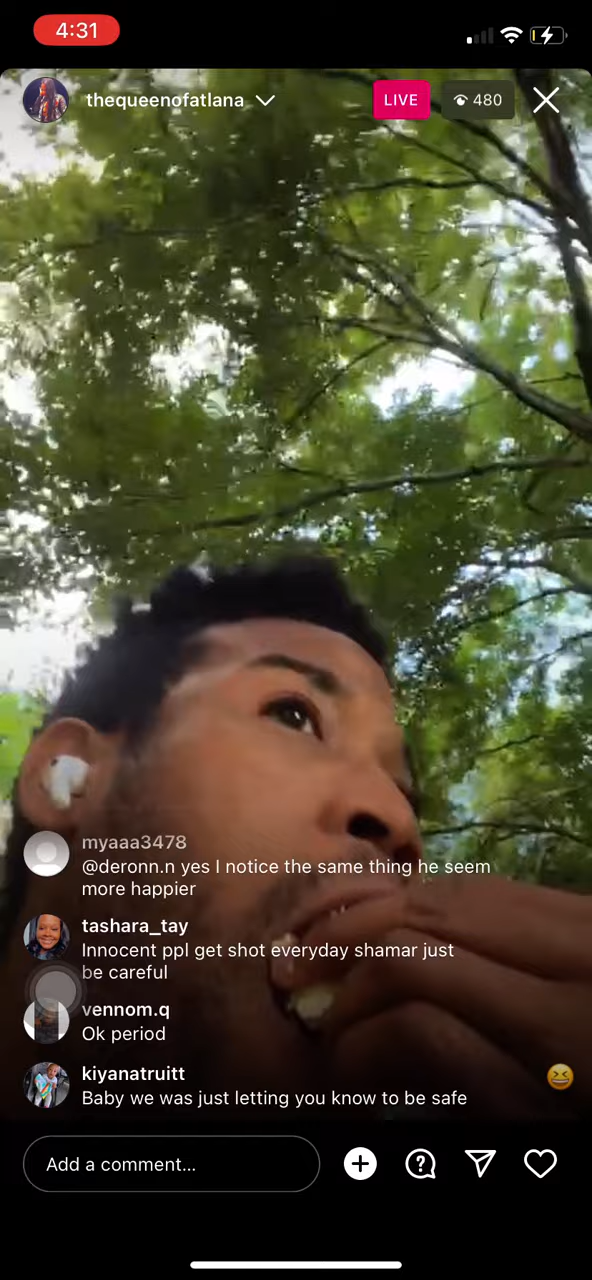 4:31
thequeenofatlana
LIVE
480
myaaa3478
@deronn.n yes I notice the same thing he seem
more happier
tashara_tay
Innocent ppl get shot everyday shamar just
be careful
vennom.q
Ok period
kiyanatruitt
Baby we was just letting you know to be safe
Add a comment...